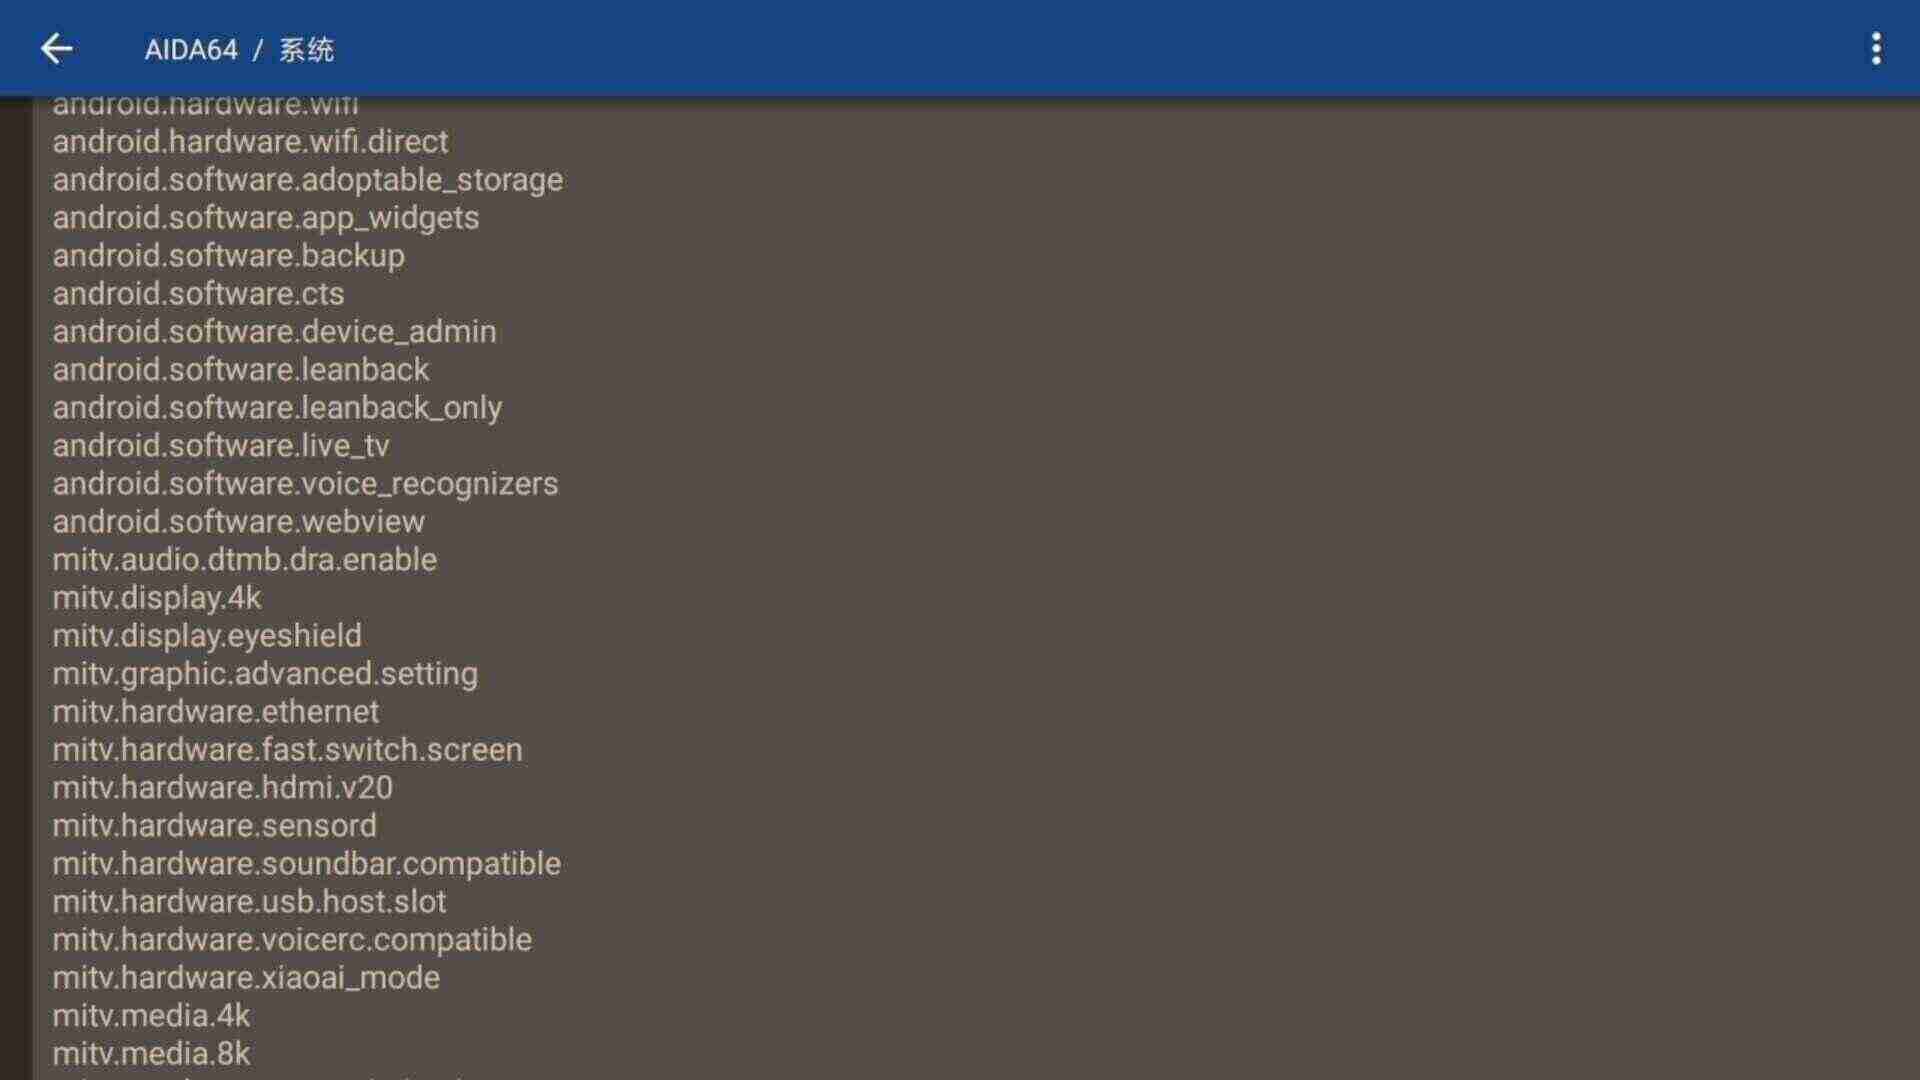 AIDA64 / 系统
android.hardware.wifi
android.hardware.wifi.direct
android.software.adoptable_storage
android.software.app_widgets
android.software.backup
android.software.cts
android.software.device_admin
android.software.leanback
android.software.leanback_only
android.software.live_tv
android.software.voice_recognizers
android.software.webview
mitv.audio.dtmb.dra.enable
mitv.display.4k
mitv.display.eyeshield
mitv.graphic.advanced.setting
mitv.hardware.ethernet
mitv.hardware.fast.switch.screen
mitv.hardware.hdmi.v20
mitv.hardware.sensord
mitv.hardware.soundbar.compatible
mitv.hardware.usb.host.slot
mitv.hardware.voicerc.compatible
mitv.hardware.xiaoai_mode
mitv.media.4k
mitv.media.8k